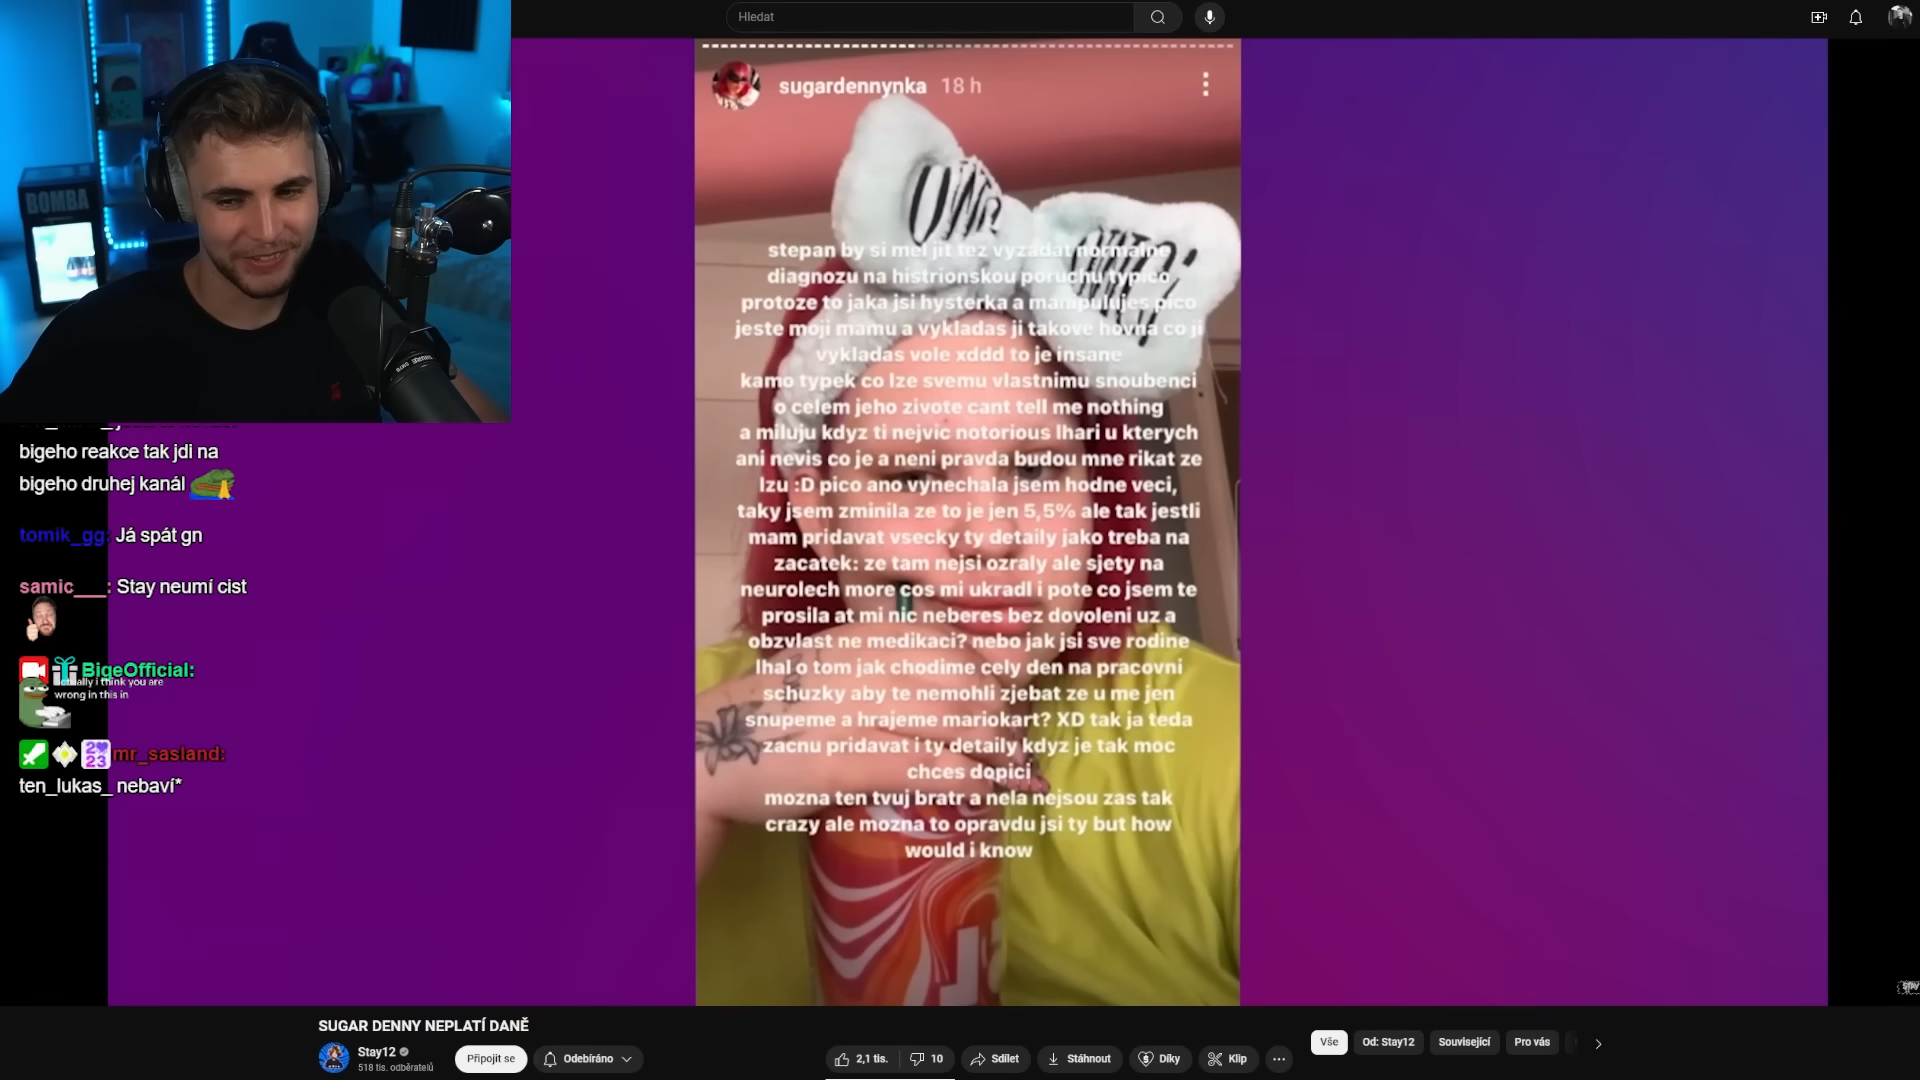 Hledat
BOMBA
sugardennynka 18 h
stepan by si mel jit tez vyzadat normalne
diagnozu na histrionskou poruchu typico
protoze to jaka jsi hysterka a manipulujes pico
jeste moji mamu a vykladas ji takove hovna co ji
vykladas vole xddd to je insane
kamo typek co lze svemu vlastnimu snoubenci
o celem jeho zivote cant tell me nothing
a miluju kdyz ti nejvic notorious lhari u kterych
ani nevis co je a neni pravda budou mne rikat ze
lzu :D pico ano vynechala jsem hodne veci,
taky jsem zminila ze to je jen 5,5% ale tak jestli
mam pridavat vsecky ty detaily jako treba na
zacatek: ze tam nejsi ozraly ale sjety na
neurolech more cos mi ukradl i pote co jsem te
prosila at mi nic neberes bez dovoleni uz a
obzvlast ne medikaci? nebo jak jsi sve rodine
lhal o tom jak chodime cely den na pracovni
schuzky aby te nemohli zjebat ze u me jen
snupeme a hrajeme mariokart? XD tak ja teda
zacnu pridavat i ty detaily kdyz je tak moc
chces dopici
mozna ten tvuj bratr a nela nejsou zas tak
crazy ale mozna to opravdu jsi ty but how
would i know
bigeho reakce tak jdi na
bigeho druhej kanál
tomik_gg: Já spát gn
samic___: Stay neumí cist
BigeOfficial:
actually i think you are
wrong in this in
mr_sasland:
ten_lukas_ nebaví*
SUGAR DENNY NEPLATÍ DANĚ
Stay12
518 tis. odběratelů
Připojit se
Odebíráno
2,1 tis.
10
Sdílet
Stáhnout
Díky
Klip
Vše
Od: Stay12
Související
Pro vás